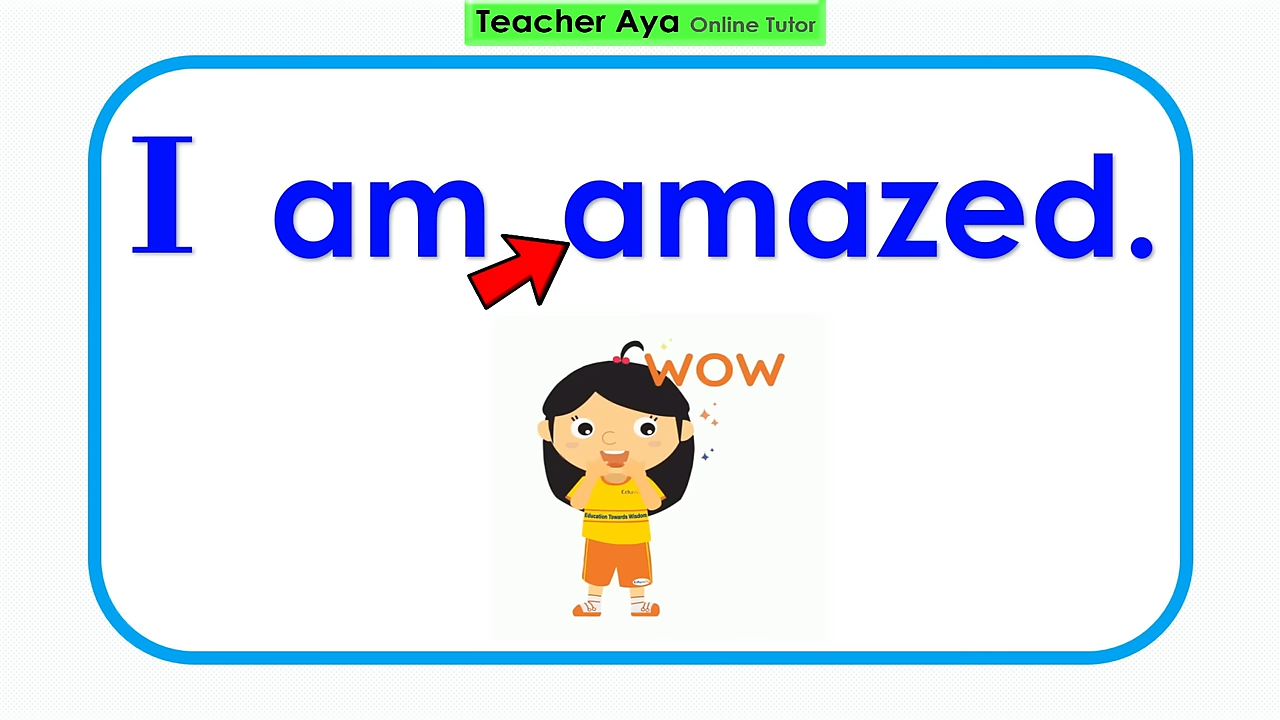 Teacher Aya Online Tutor
I am amazed.
WOW
Education Towards Wisdom